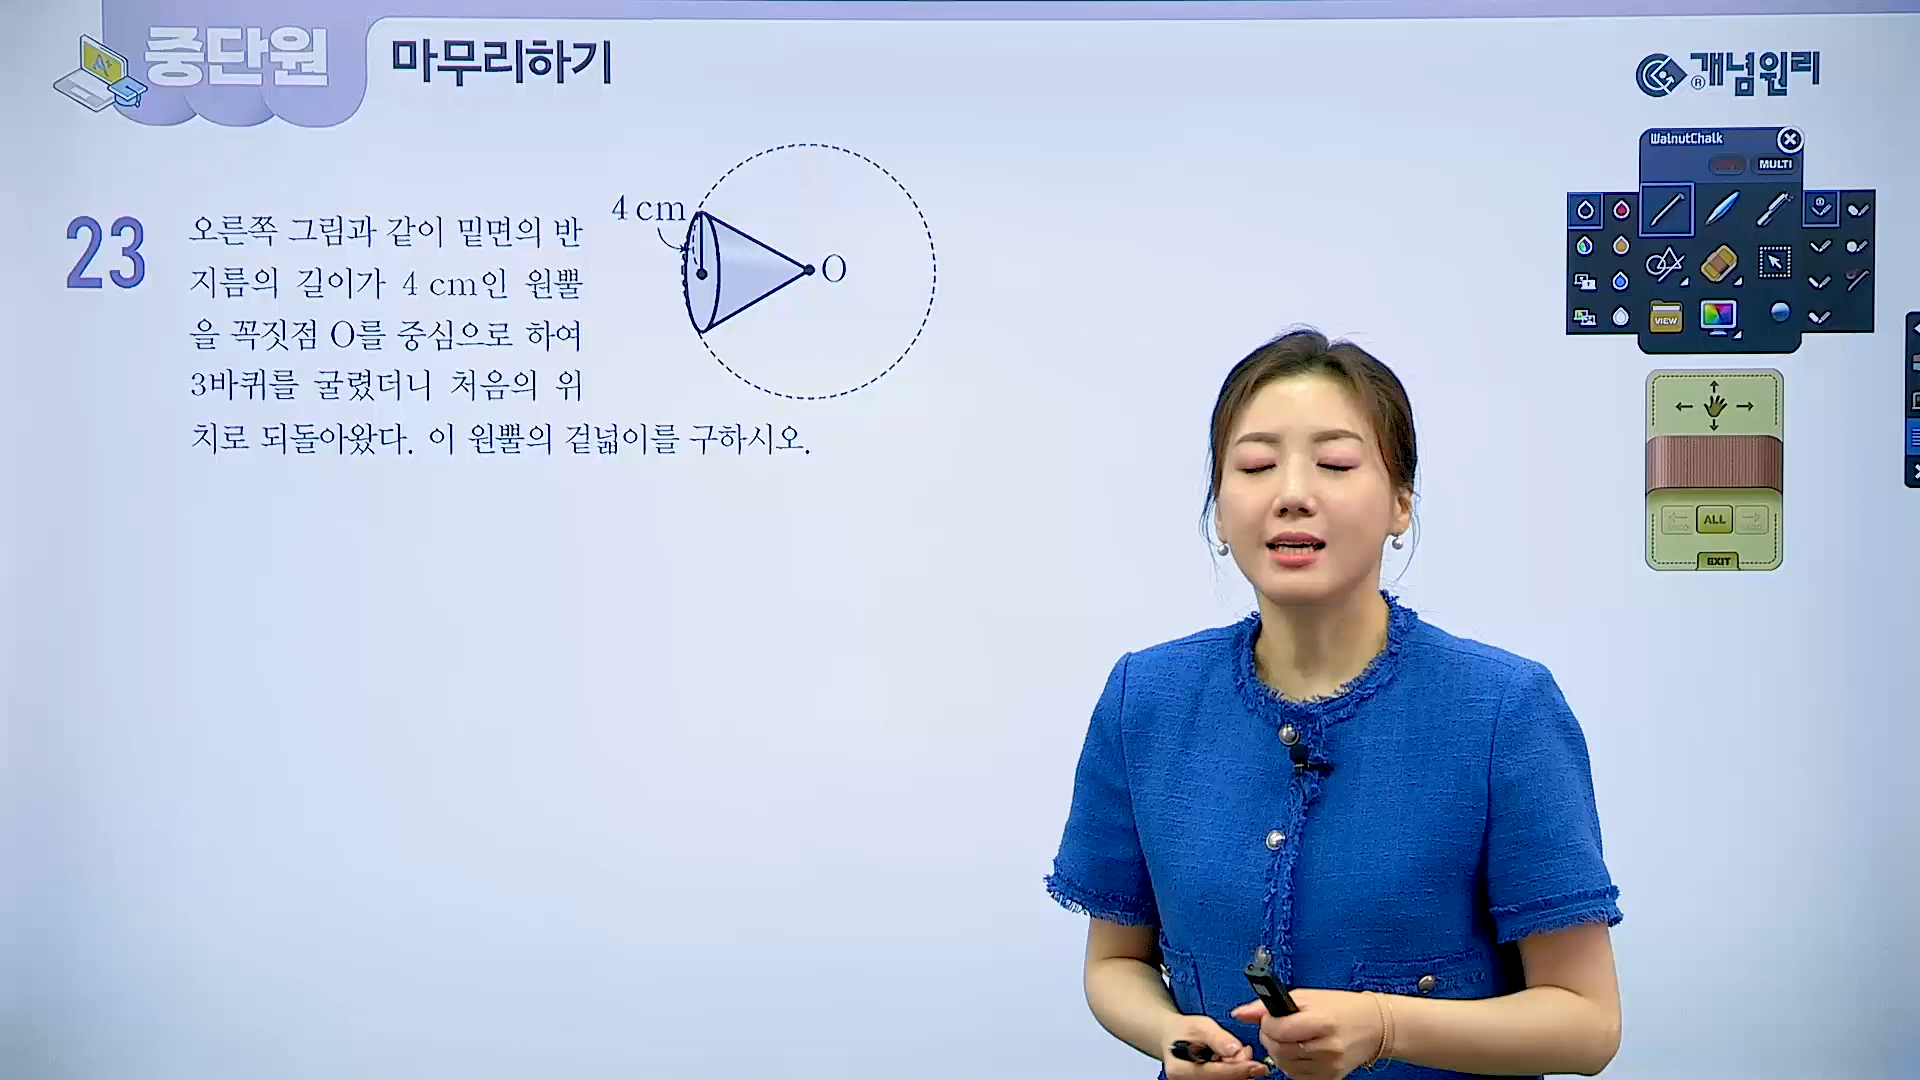 중단원 마무리하기
개념원리
WalnutChalk
MULTI
23 오른쪽 그림과 같이 밑면의 반
지름의 길이가 4 cm인 원뿔
을 꼭짓점 O를 중심으로 하여
3바퀴를 굴렸더니 처음의 위
치로 되돌아왔다. 이 원뿔의 겉넓이를 구하시오.
4 cm
O
VIEW
ALL
EXIT